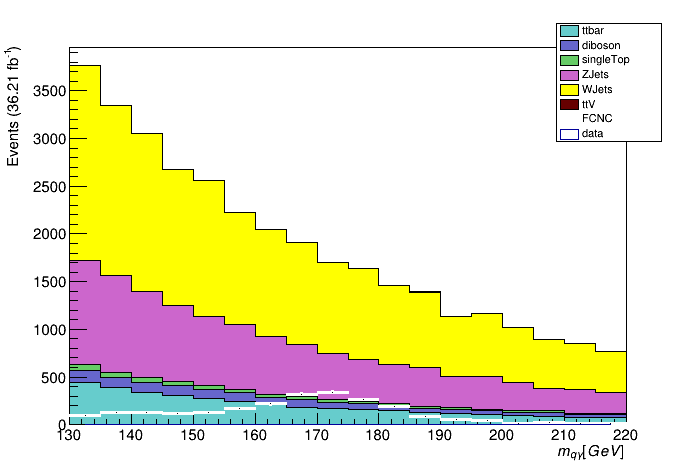 Events (36.21 fb⁻¹)
3500
3000
2500
2000
1500
1000
500
0
130 140 150 160 170 180 190 200 210 220
m_qγ[GeV]
ttbar
diboson
singleTop
ZJets
WJets
ttV
FCNC
data